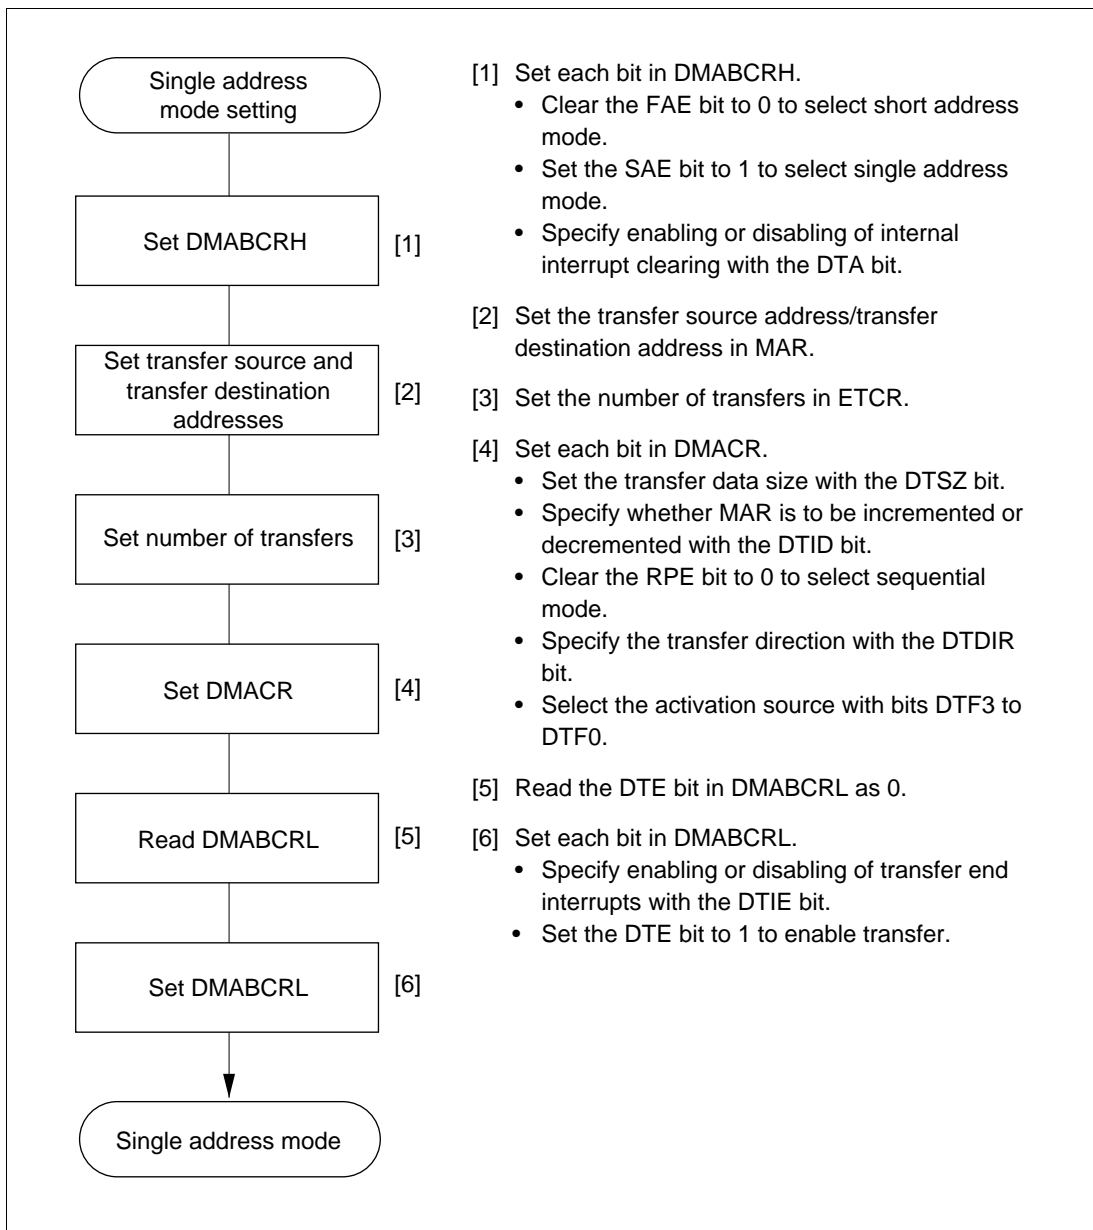 Single address
mode setting
Set DMABCRH
[1]
Set transfer source and
transfer destination
addresses
[2]
Set number of transfers
[3]
Set DMACR
[4]
Read DMABCRL
[5]
Set DMABCRL
[6]
Single address mode
[1] Set each bit in DMABCRH.
• Clear the FAE bit to 0 to select short address
mode.
• Set the SAE bit to 1 to select single address
mode.
• Specify enabling or disabling of internal
interrupt clearing with the DTA bit.
[2] Set the transfer source address/transfer
destination address in MAR.
[3] Set the number of transfers in ETCR.
[4] Set each bit in DMACR.
• Set the transfer data size with the DTSZ bit.
• Specify whether MAR is to be incremented or
decremented with the DTID bit.
• Clear the RPE bit to 0 to select sequential
mode.
• Specify the transfer direction with the DTDIR
bit.
• Select the activation source with bits DTF3 to
DTF0.
[5] Read the DTE bit in DMABCRL as 0.
[6] Set each bit in DMABCRL.
• Specify enabling or disabling of transfer end
interrupts with the DTIE bit.
• Set the DTE bit to 1 to enable transfer.